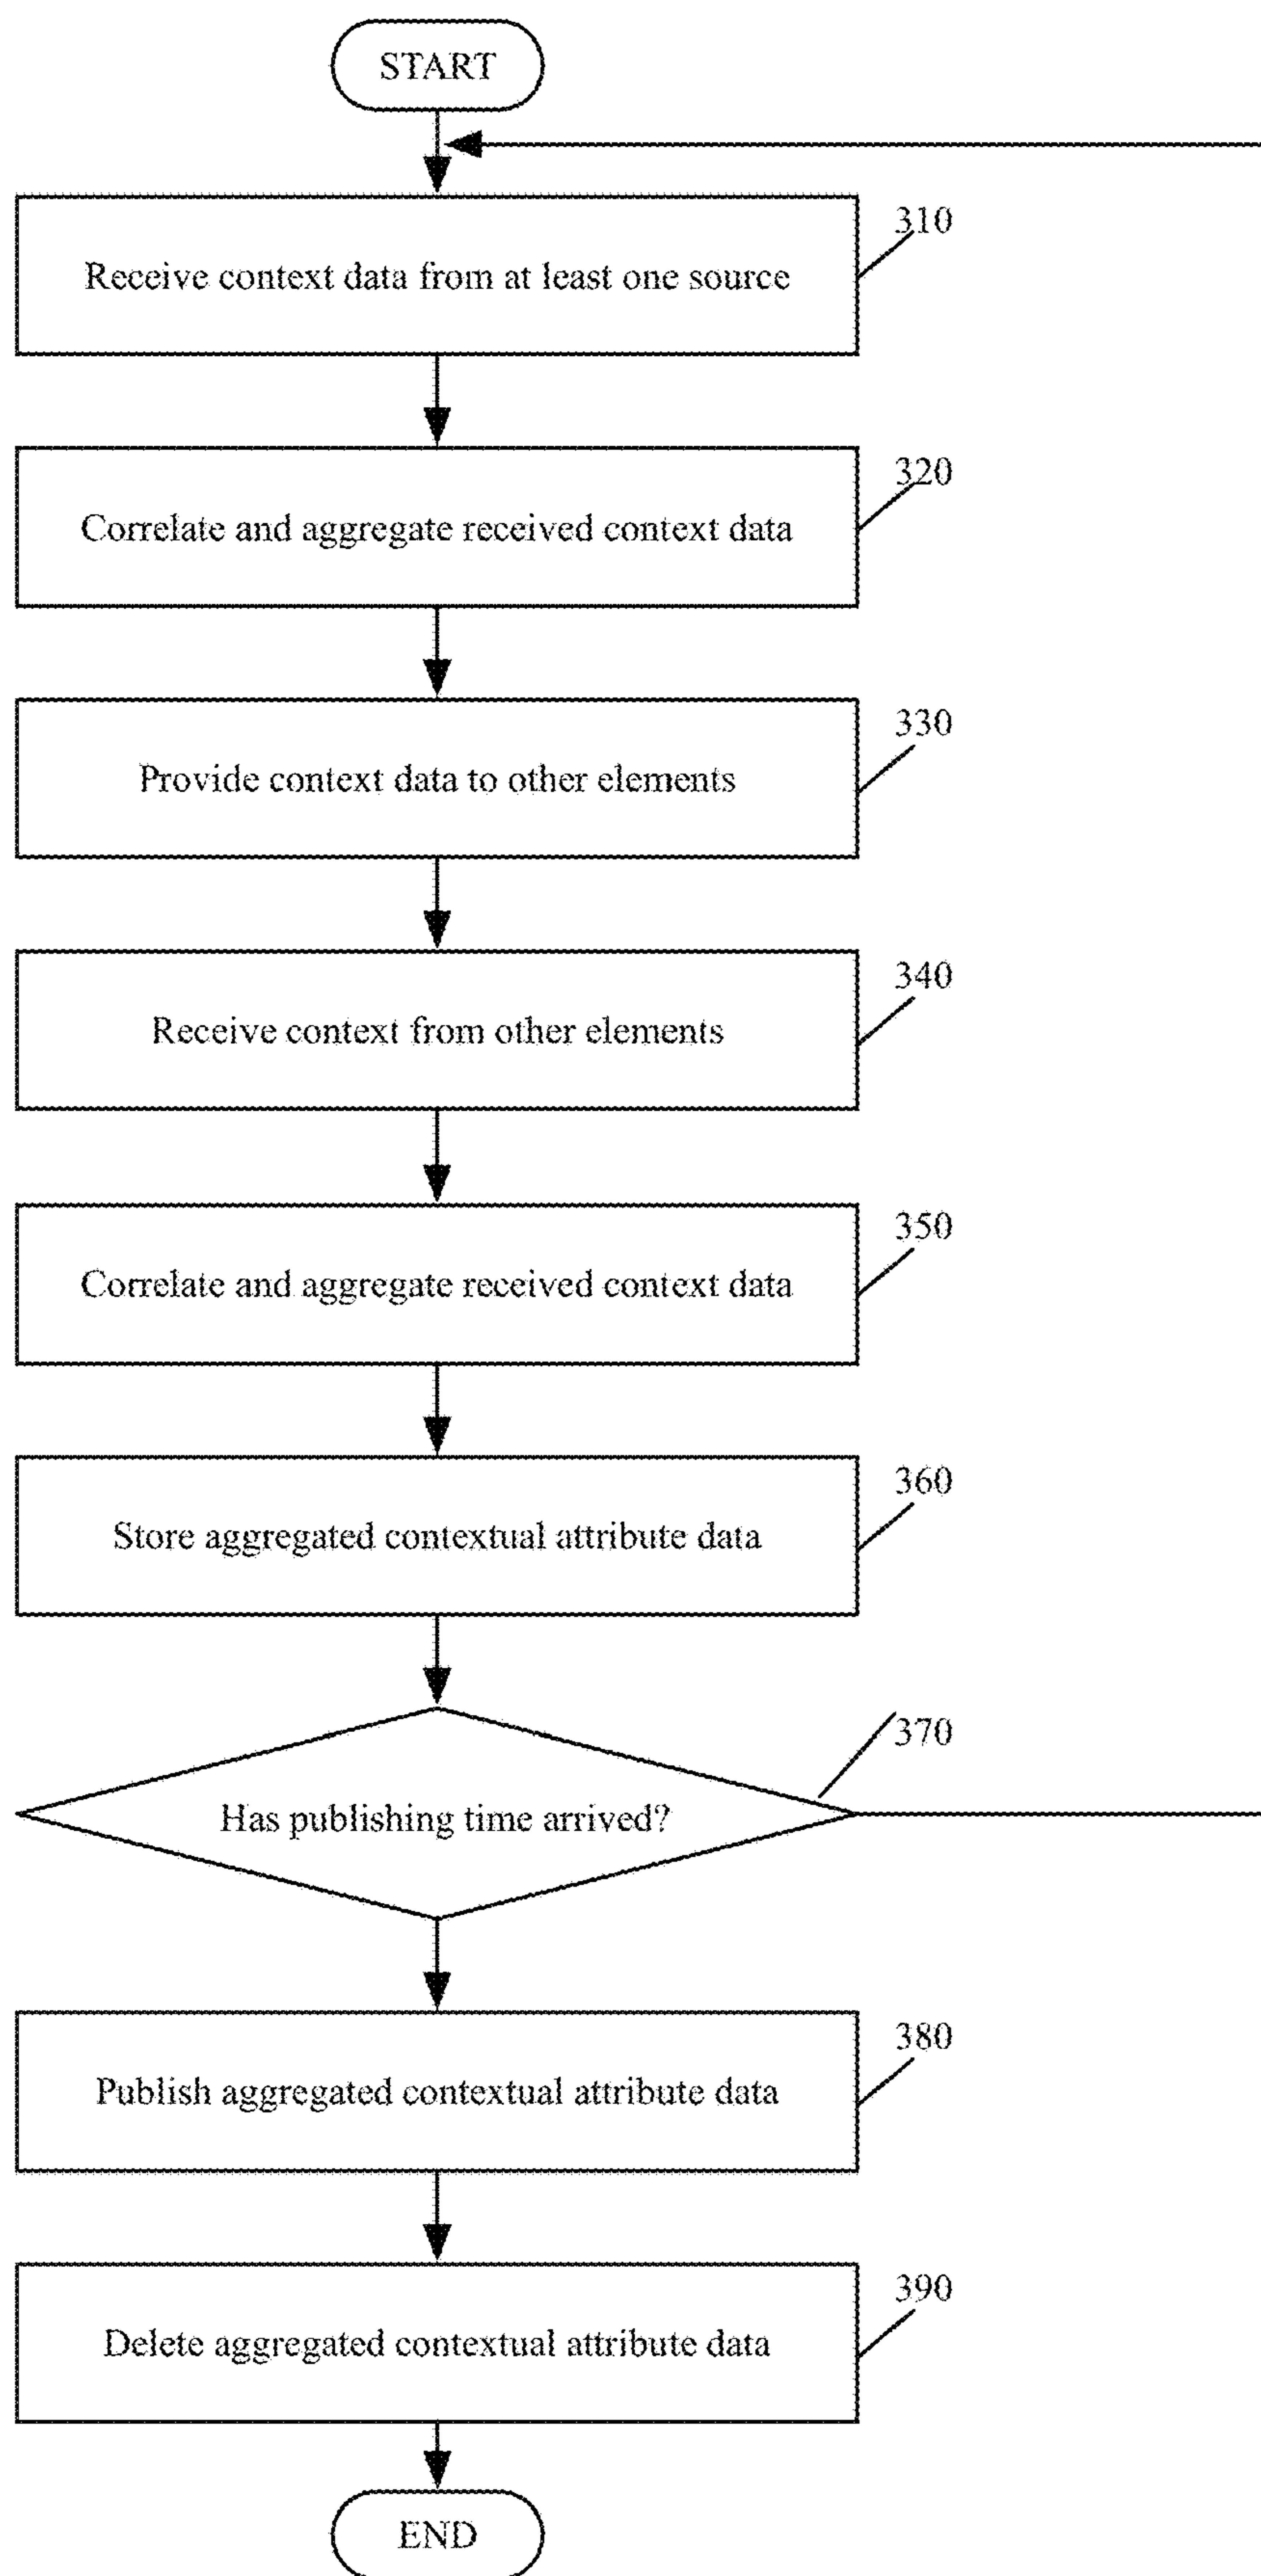 START
310
Receive context data from at least one source
320
Correlate and aggregate received context data
330
Provide context data to other elements
340
Receive context from other elements
350
Correlate and aggregate received context data
360
Store aggregated contextual attribute data
370
Has publishing time arrived?
380
Publish aggregated contextual attribute data
390
Delete aggregated contextual attribute data
END